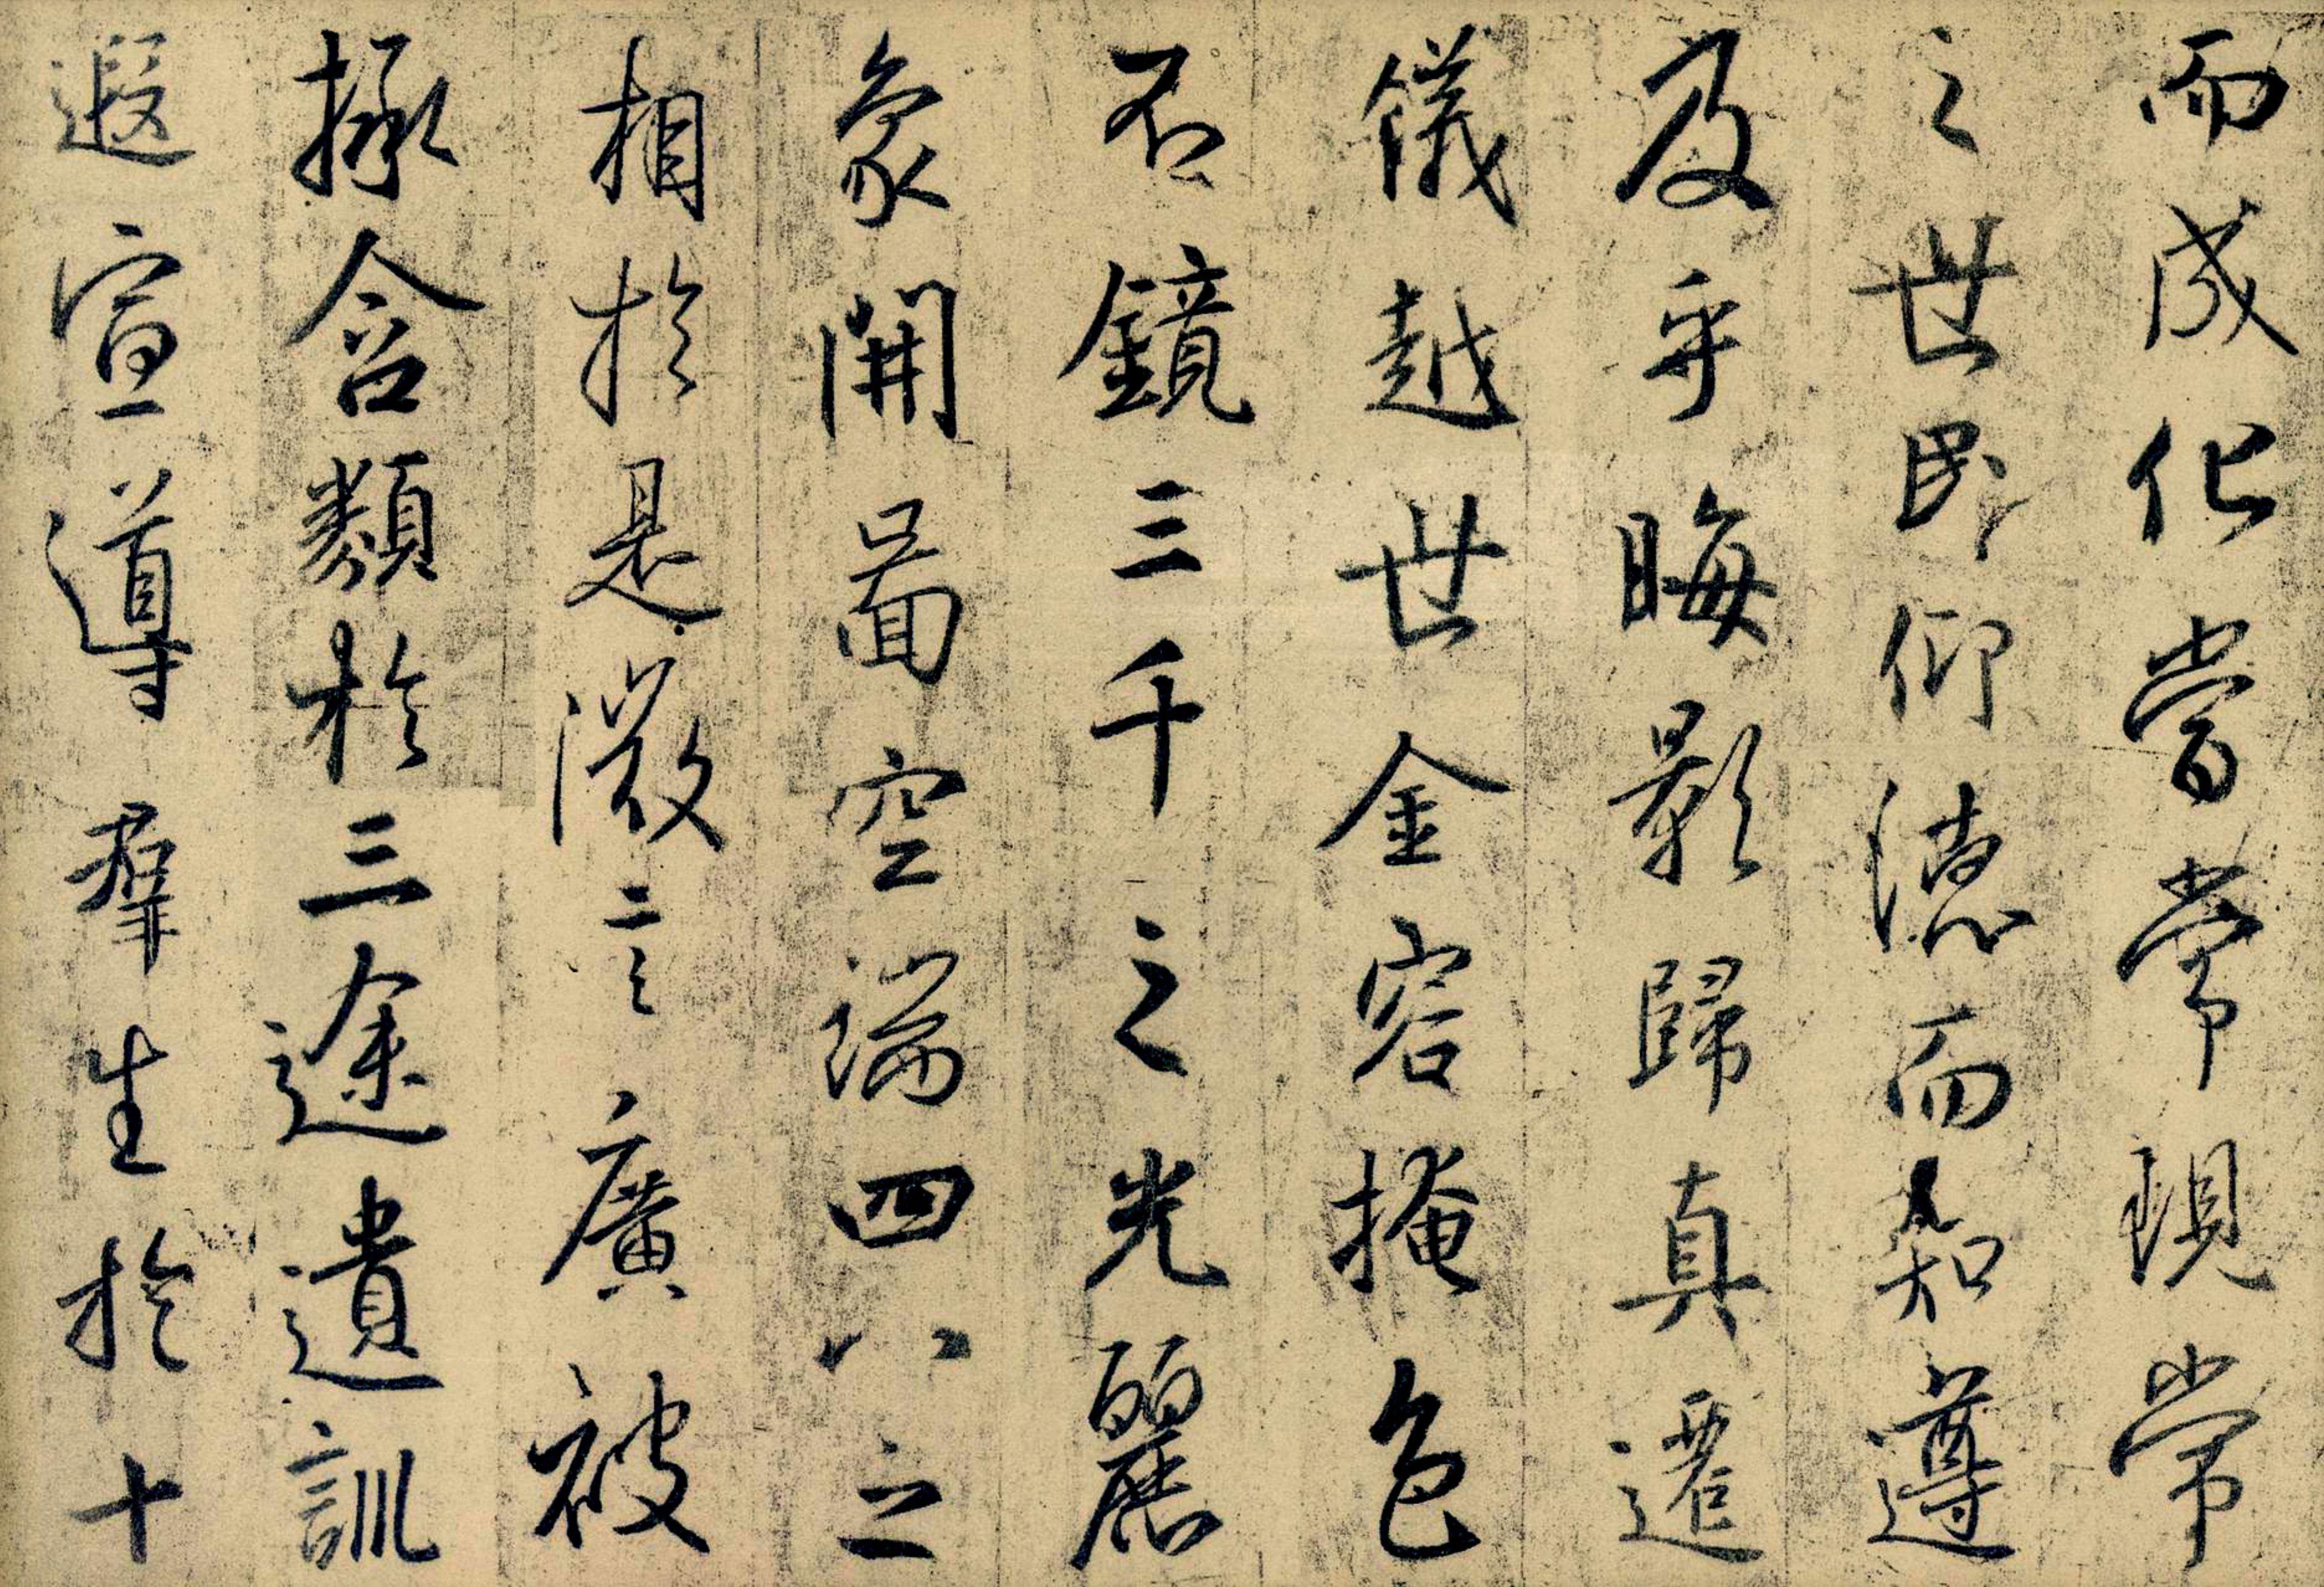 而成化當常常現常
之世民仰德而知遵
及乎晦影歸真遷
儀越世金容掩色
不鏡三千之光麗
象開圖空端四八之
相於是微言廣被
拯含類於三途遺訓
遐宣導群生於十